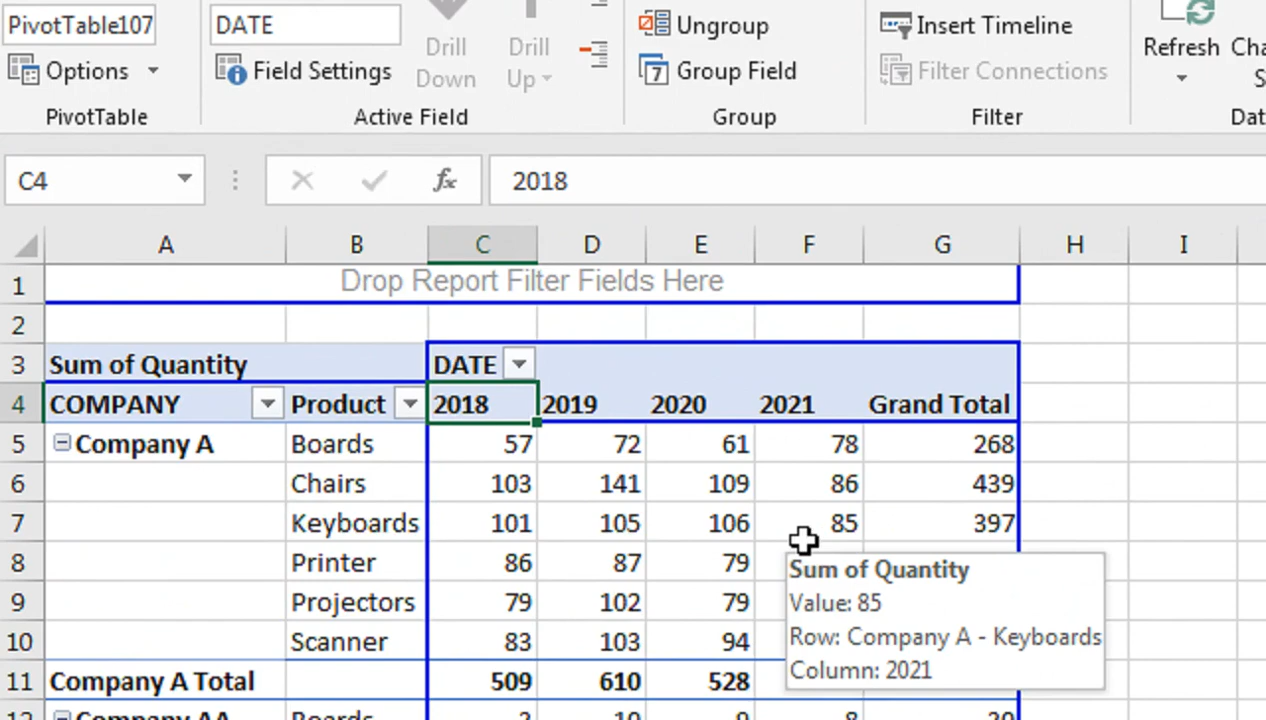 PivotTable107
DATE
Drill
Down
Drill
Up
Ungroup
Insert Timeline
Refresh
Options
Field Settings
7 Group Field
Filter Connections
PivotTable
Active Field
Group
Filter
C4
fx
2018
A B C D E F G H I
1 Drop Report Filter Fields Here
2
3 Sum of Quantity DATE
4 COMPANY Product 2018 2019 2020 2021 Grand Total
5 Company A Boards 57 72 61 78 268
6 Chairs 103 141 109 86 439
7 Keyboards 101 105 106 85 397
8 Printer 86 87 79
9 Projectors 79 102 79
10 Scanner 83 103 94
11 Company A Total 509 610 528
Sum of Quantity
Value: 85
Row: Company A - Keyboards
Column: 2021